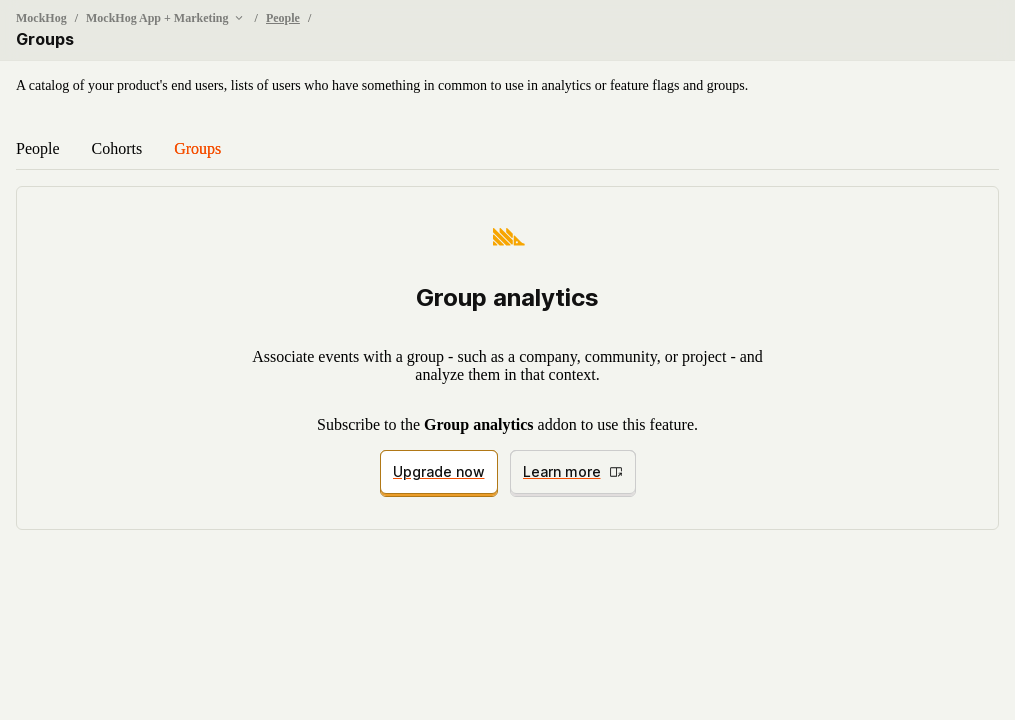 MockHog / MockHog App + Marketing / People /
Groups
A catalog of your product's end users, lists of users who have something in common to use in analytics or feature flags and groups.
People Cohorts Groups
Group analytics
Associate events with a group - such as a company, community, or project - and
analyze them in that context.
Subscribe to the Group analytics addon to use this feature.
Upgrade now Learn more